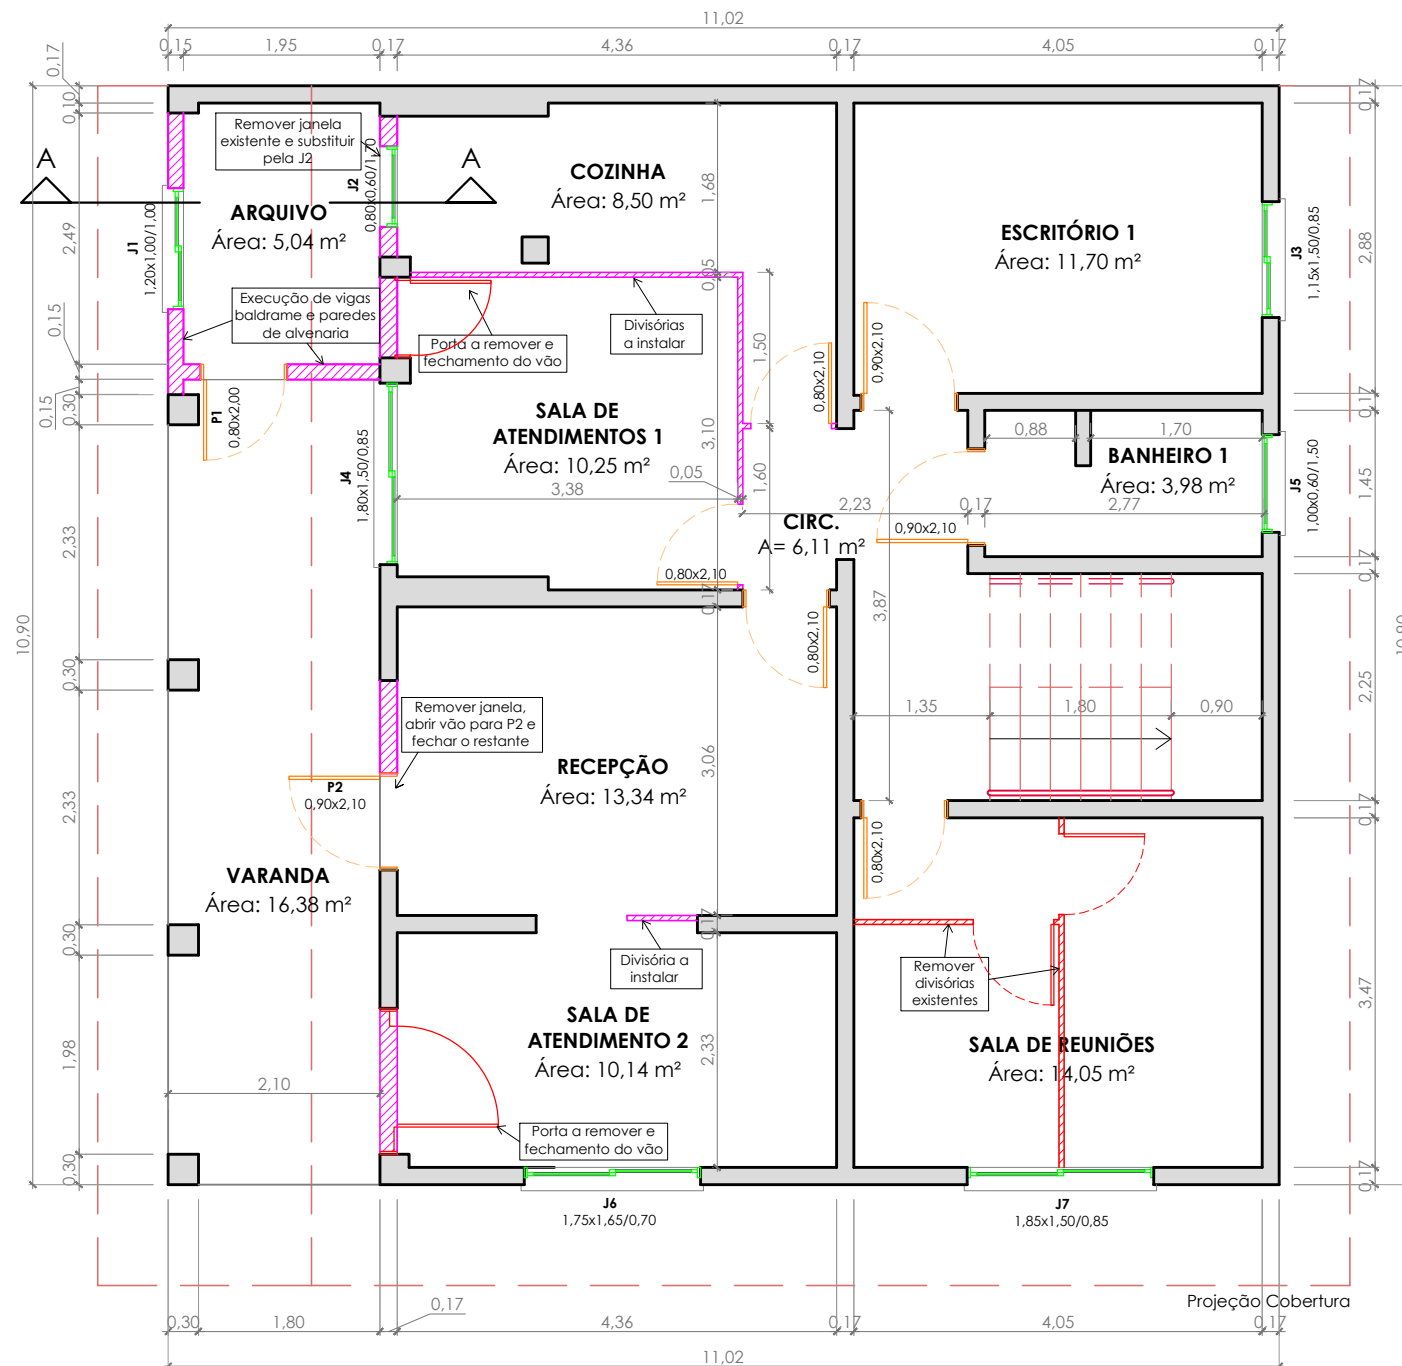 11,02
0,15
1,95
0,17
4,36
0,17
4,05
0,17
0,17
0,10
2,49
0,15
0,15
0,30
2,33
0,30
2,33
0,30
1,98
0,30
10,90
A
A
Remover janela
existente e substituir
pela J2
J2
0,80x0,60/1,70
J1
1,20x1,00/1,00
ARQUIVO
Área: 5,04 m²
COZINHA
Área: 8,50 m²
1,68
0,05
ESCRITÓRIO 1
Área: 11,70 m²
J3
1,15x1,50/0,85
0,17
2,88
0,17
1,45
0,17
2,25
0,17
3,47
0,17
10,90
Execução de vigas
baldrame e paredes
de alvenaria
Porta a remover e
fechamento do vão
Divisórias
a instalar
1,50
0,80x2,10
0,90x2,10
P1
0,80x2,00
J4
1,80x1,50/0,85
SALA DE
ATENDIMENTOS 1
Área: 10,25 m²
3,10
1,60
0,05
3,38
0,88
1,70
BANHEIRO 1
Área: 3,98 m²
J5
1,00x0,60/1,50
2,23
0,17
2,77
CIRC.
A= 6,11 m²
0,90x2,10
0,80x2,10
0,17
0,80x2,10
3,87
Remover janela,
abrir vão para P2 e
fechar o restante
1,35
1,80
0,90
RECEPÇÃO
Área: 13,34 m²
3,06
P2
0,90x2,10
0,80x2,10
VARANDA
Área: 16,38 m²
0,17
Divisória a
instalar
Remover
divisórias
existentes
SALA DE
ATENDIMENTO 2
Área: 10,14 m²
2,33
SALA DE REUNIÕES
Área: 14,05 m²
2,10
Porta a remover e
fechamento do vão
J6
1,75x1,65/0,70
J7
1,85x1,50/0,85
Projeção Cobertura
0,30
1,80
0,17
4,36
0,17
4,05
0,17
11,02